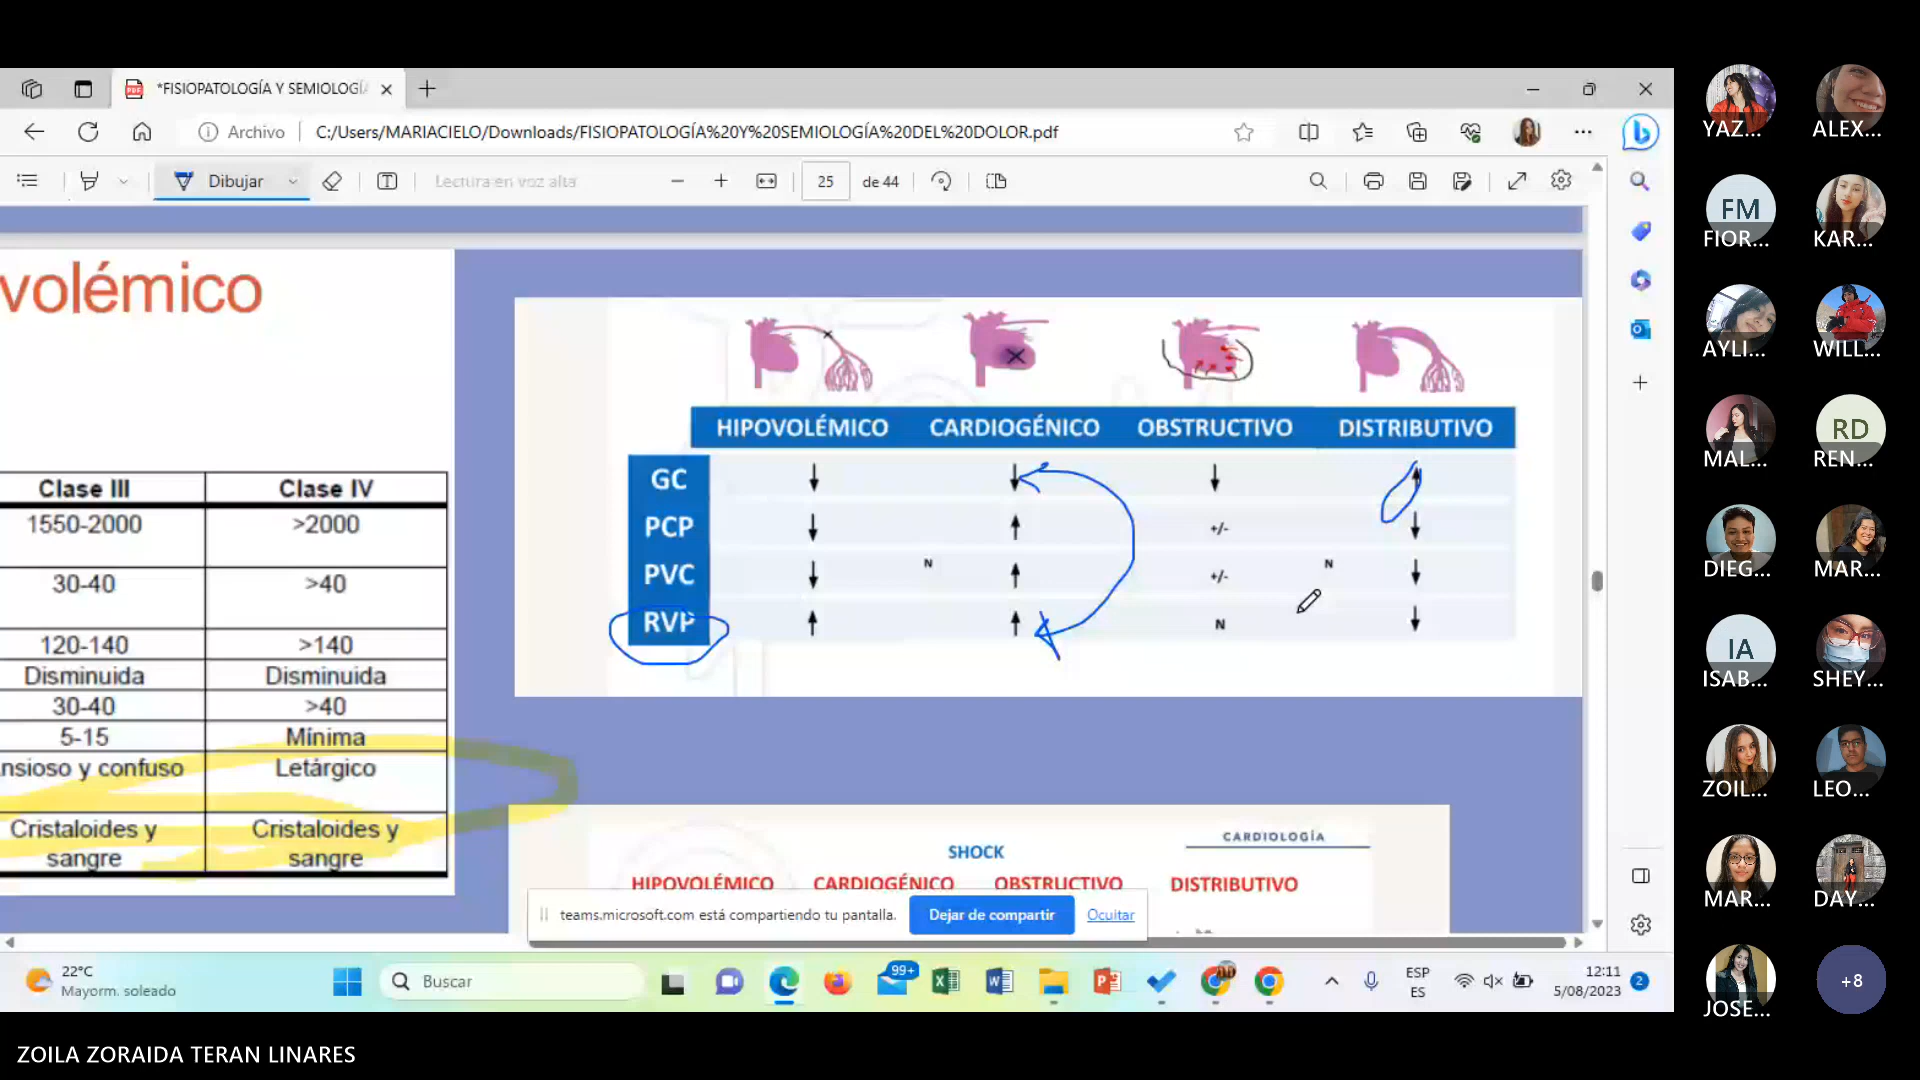 *FISIOPATOLOGÍA Y SEMIOLOGÍA
Archivo
C:/Users/MARIACIELO/Downloads/FISIOPATOLOGÍA%20Y%20SEMIOLOGÍA%20DEL%20DOLOR.pdf
Dibujar
Lectura en voz alta
25
de 44
volémico
Clase III Clase IV
1550-2000 >2000
30-40 >40
120-140 >140
Disminuida Disminuida
30-40 >40
5-15 Mínima
nsioso y confuso Letárgico
Cristaloides y sangre Cristaloides y sangre
HIPOVOLÉMICO CARDIOGÉNICO OBSTRUCTIVO DISTRIBUTIVO
GC ↓ ↓ ↓ ↑
PCP ↓ ↑ +/- ↓
PVC ↓ N ↑ +/- N ↓
RVP ↑ ↑ N ↓
CARDIOLOGÍA
SHOCK
HIPOVOLÉMICO CARDIOGÉNICO OBSTRUCTIVO DISTRIBUTIVO
teams.microsoft.com está compartiendo tu pantalla.
Dejar de compartir
Ocultar
22°C
Mayorm. soleado
Buscar
99+
ESP
ES
12:11
5/08/2023
2
YAZ... ALEX...
FM
FIOR... KAR...
AYLI... WILL...
RD
MAL... REN...
DIEG... MAR...
IA
ISAB... SHEY...
ZOIL... LEO...
MAR... DAY...
JOSE... +8
ZOILA ZORAIDA TERAN LINARES